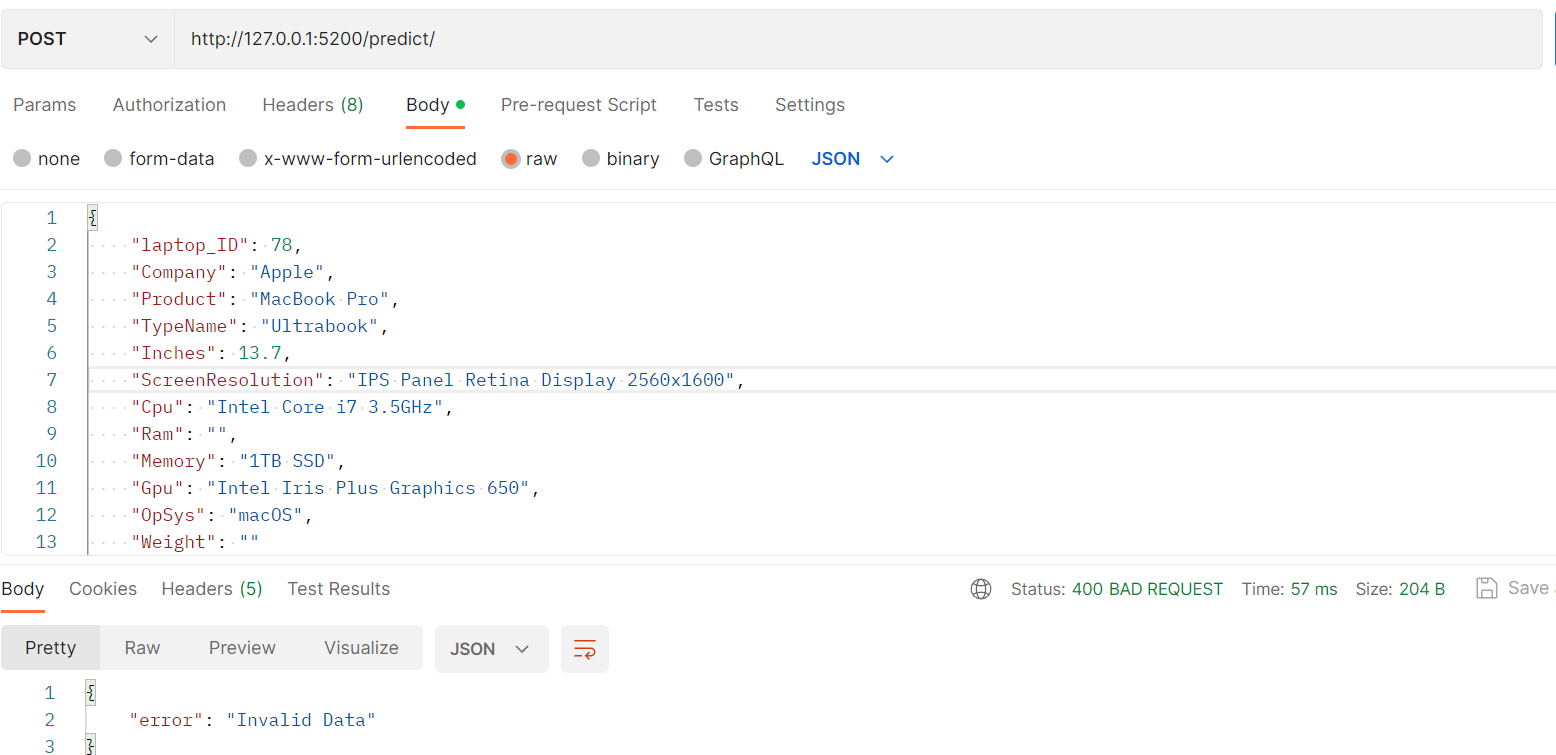 POST http://127.0.0.1:5200/predict/
Params Authorization Headers (8) Body Pre-request Script Tests Settings
none form-data x-www-form-urlencoded raw binary GraphQL JSON
1 {
2 "laptop_ID": 78,
3 "Company": "Apple",
4 "Product": "MacBook Pro",
5 "TypeName": "Ultrabook",
6 "Inches": 13.7,
7 "ScreenResolution": "IPS Panel Retina Display 2560x1600",
8 "Cpu": "Intel Core i7 3.5GHz",
9 "Ram": "",
10 "Memory": "1TB SSD",
11 "Gpu": "Intel Iris Plus Graphics 650",
12 "OpSys": "macOS",
13 "Weight": ""
Body Cookies Headers (5) Test Results Status: 400 BAD REQUEST Time: 57 ms Size: 204 B Save
Pretty Raw Preview Visualize JSON
1 {
2 "error": "Invalid Data"
3 }